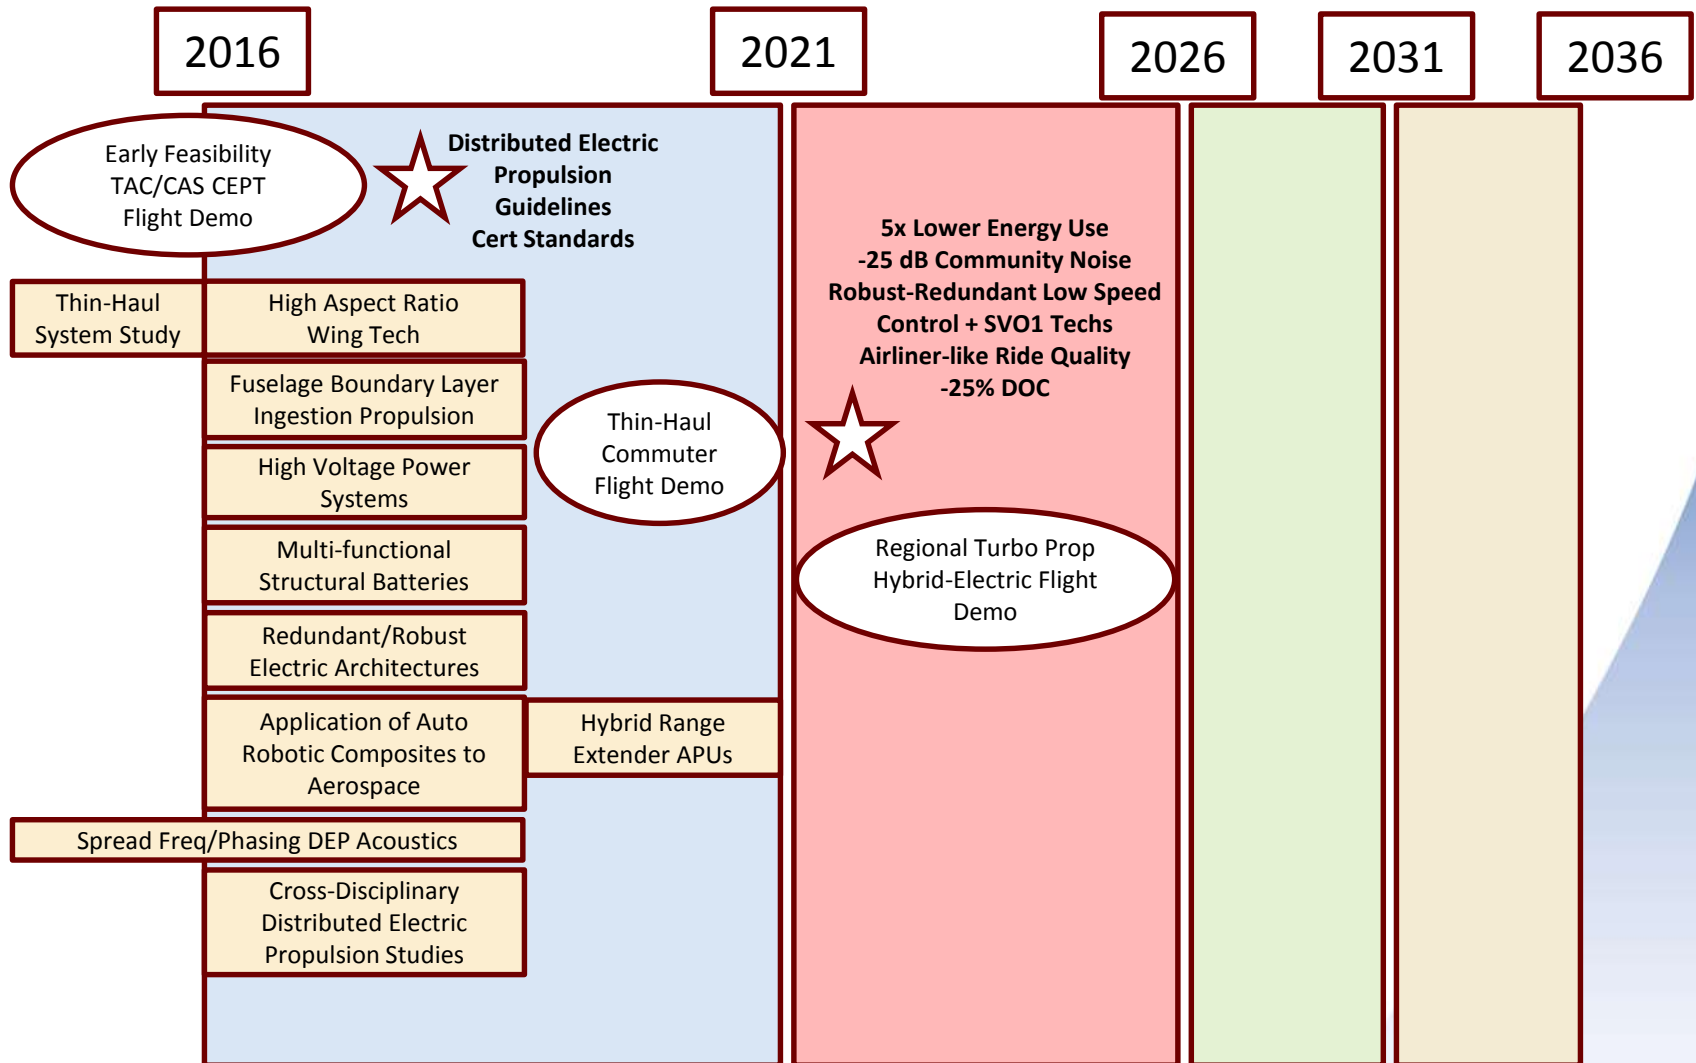 2016
2021
2026
2031
2036
Early Feasibility
TAC/CAS CEPT
Flight Demo
Distributed Electric
Propulsion
Guidelines
Cert Standards
5x Lower Energy Use
-25 dB Community Noise
Robust-Redundant Low Speed
Control + SVO1 Techs
Airliner-like Ride Quality
-25% DOC
Thin-Haul
System Study
High Aspect Ratio
Wing Tech
Fuselage Boundary Layer
Ingestion Propulsion
Thin-Haul
Commuter
Flight Demo
High Voltage Power
Systems
Multi-functional
Structural Batteries
Regional Turbo Prop
Hybrid-Electric Flight
Demo
Redundant/Robust
Electric Architectures
Application of Auto
Robotic Composites to
Aerospace
Hybrid Range
Extender APUs
Spread Freq/Phasing DEP Acoustics
Cross-Disciplinary
Distributed Electric
Propulsion Studies